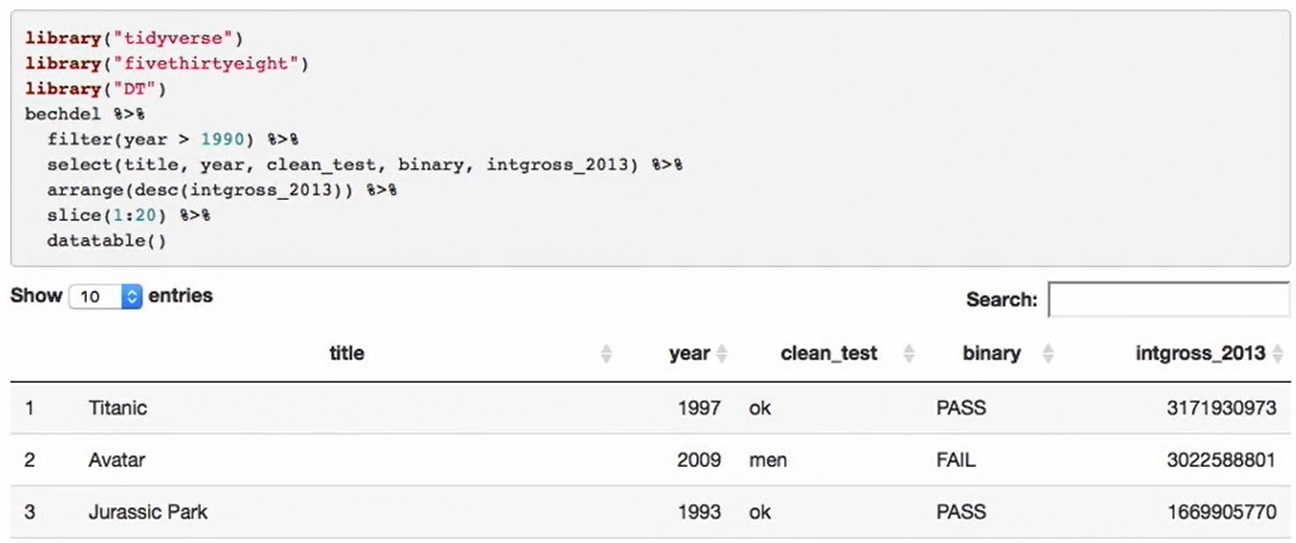 library("tidyverse")
library("fivethirtyeight")
library("DT")
bechdel %>%
  filter(year > 1990) %>%
  select(title, year, clean_test, binary, intgross_2013) %>%
  arrange(desc(intgross_2013)) %>%
  slice(1:20) %>%
  datatable()
Show 10 entries Search:
title year clean_test binary intgross_2013
1 Titanic 1997 ok PASS 3171930973
2 Avatar 2009 men FAIL 3022588801
3 Jurassic Park 1993 ok PASS 1669905770